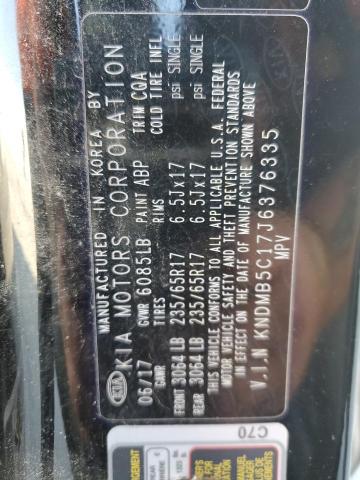 MANUFACTURED IN KOREA BY
KIA KIA MOTORS CORPORATION
06/17 GVWR 6085LB PAINT ABP TRIM CQA
GAWR TIRES RIMS COLD TIRE INFL
FRONT 3064LB 235/65R17 6.5Jx17 psi SINGLE
REAR 3064LB 235/65R17 6.5Jx17 psi SINGLE
THIS VEHICLE CONFORMS TO ALL APPLICABLE U.S.A. FEDERAL
MOTOR VEHICLE SAFETY AND THEFT PREVENTION STANDARDS
IN EFFECT ON THE DATE OF MANUFACTURE SHOWN ABOVE
V.I.N KNDMB5C17J6376335
MPV
C70